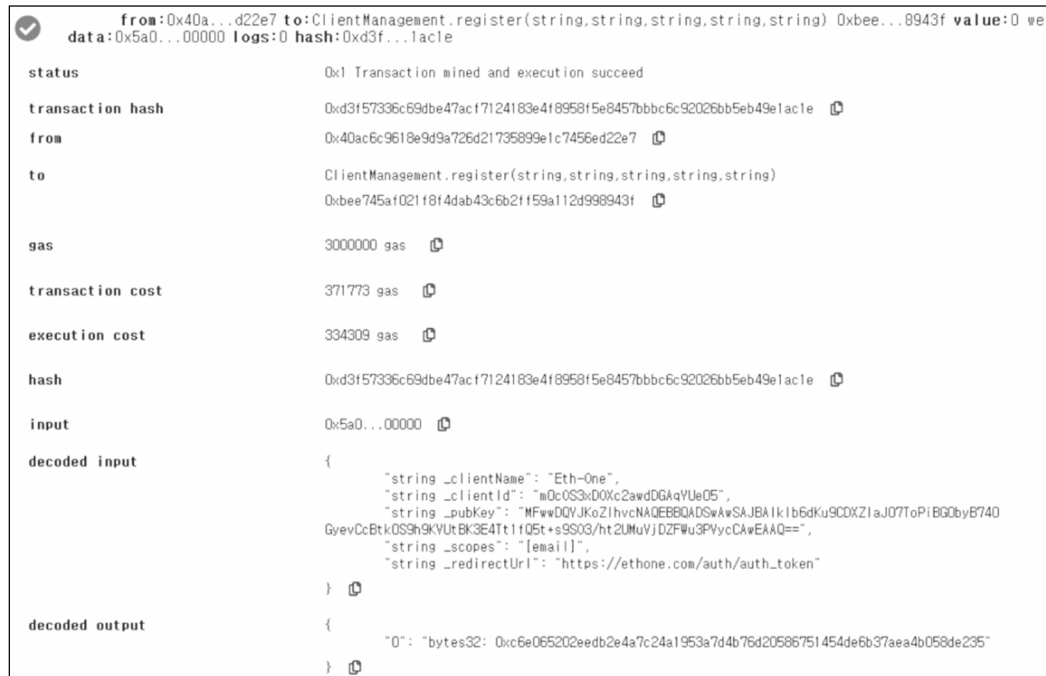 from:0x40a...d22e7 to:ClientManagement.register(string,string,string,string,string) 0xbee...8943f value:0 we
data:0x5a0...00000 logs:0 hash:0xd3f...1ac1e
status 0x1 Transaction mined and execution succeed
transaction hash 0xd3f57336c69dbe47acf7124183e4f8958f5e8457bbbc6c92026bb5eb49e1ac1e
from 0x40ac6c9618e9d9a726d21735899e1c7456ed22e7
to ClientManagement.register(string,string,string,string,string)
0xbee745af021f8f4dab43c6b2ff59a112d998943f
gas 3000000 gas
transaction cost 371773 gas
execution cost 334309 gas
hash 0xd3f57336c69dbe47acf7124183e4f8958f5e8457bbbc6c92026bb5eb49e1ac1e
input 0x5a0...00000
decoded input {
"string _clientName": "Eth-One",
"string _clientId": "m0c0S3xD0Xc2awdDGAqYUe05",
"string _pubKey": "MFwwDQYJKoZIhvcNAQEBBQADSwAwSAJBAIkIb6dKu9CDXZIaJ07ToPiBGObyB740
GyevCcBtk0S9h9KYUtBK3E4Tt1fQ5t+s9S03/ht2UMuVjDZFWu3PVycCAwEAAQ==",
"string _scopes": "[email]",
"string _redirectUrl": "https://ethone.com/auth/auth_token"
}
decoded output {
"0": "bytes32: 0xc6e065202eedb2e4a7c24a1953a7d4b76d20586751454de6b37aea4b058de235"
}